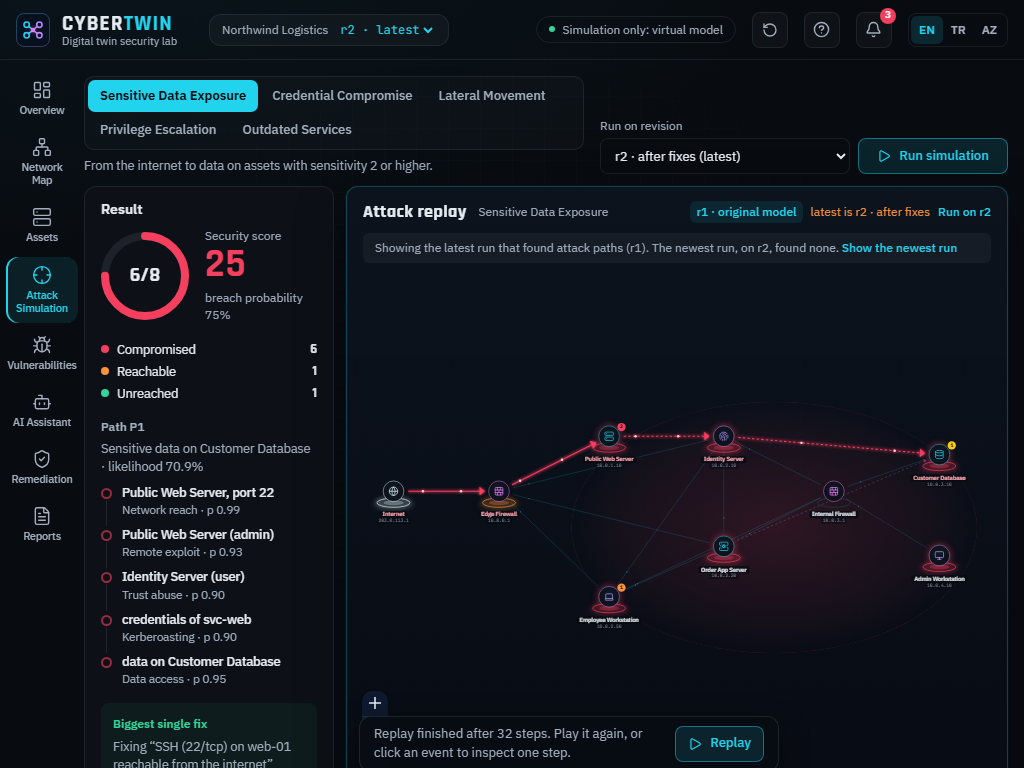 CYBERTWIN
Digital twin security lab
Northwind Logistics r2 · latest
Simulation only: virtual model
3
EN TR AZ
Overview
Network
Map
Assets
Attack
Simulation
Vulnerabilities
AI Assistant
Remediation
Reports
Sensitive Data Exposure Credential Compromise Lateral Movement
Privilege Escalation Outdated Services
From the internet to data on assets with sensitivity 2 or higher.
Run on revision
r2 · after fixes (latest)
Run simulation
Result
6/8
Security score
25
breach probability
75%
Compromised 6
Reachable 1
Unreached 1
Path P1
Sensitive data on Customer Database
· likelihood 70.9%
Public Web Server, port 22
Network reach · p 0.99
Public Web Server (admin)
Remote exploit · p 0.93
Identity Server (user)
Trust abuse · p 0.90
credentials of svc-web
Kerberoasting · p 0.90
data on Customer Database
Data access · p 0.95
Biggest single fix
Fixing “SSH (22/tcp) on web-01
reachable from the internet”
Attack replay Sensitive Data Exposure
r1 · original model latest is r2 · after fixes Run on r2
Showing the latest run that found attack paths (r1). The newest run, on r2, found none. Show the newest run
Public Web Server
Identity Server
Customer Database
Internet
Edge Firewall
Internal Firewall
Order App Server
Admin Workstation
Employee Workstation
+
Replay finished after 32 steps. Play it again, or
click an event to inspect one step.
Replay